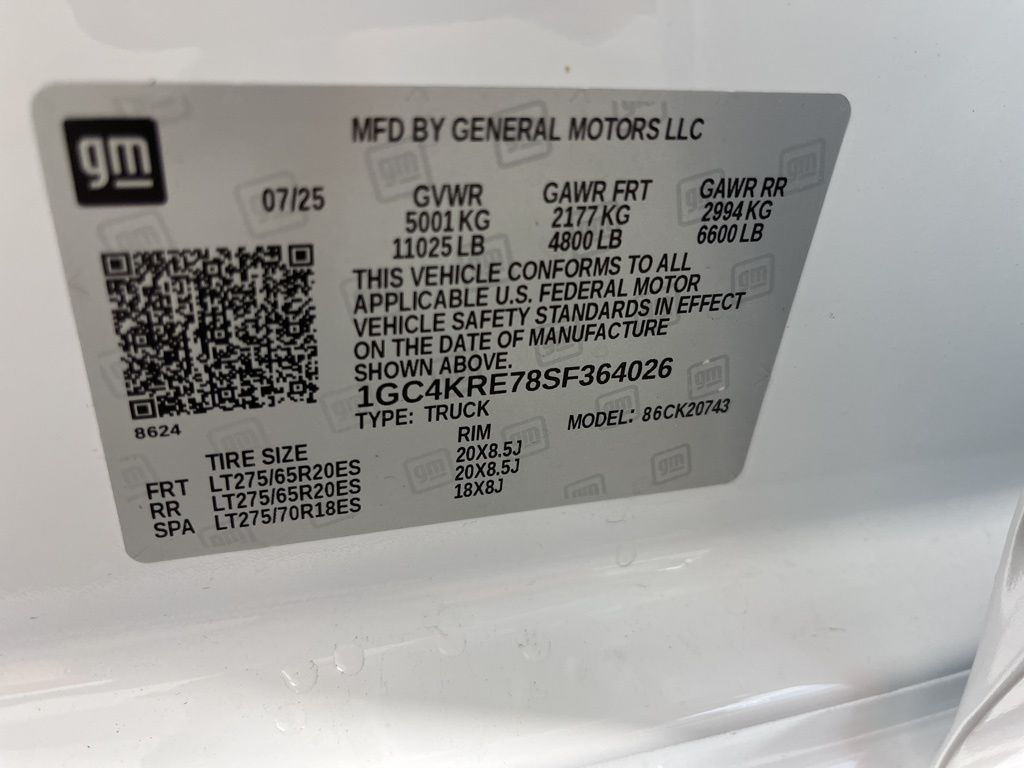 gm
MFD BY GENERAL MOTORS LLC
07/25 GVWR GAWR FRT GAWR RR
5001 KG 2177 KG 2994 KG
11025 LB 4800 LB 6600 LB
THIS VEHICLE CONFORMS TO ALL
APPLICABLE U.S. FEDERAL MOTOR
VEHICLE SAFETY STANDARDS IN EFFECT
ON THE DATE OF MANUFACTURE
SHOWN ABOVE.
1GC4KRE78SF364026
8624 TYPE: TRUCK MODEL: 86CK20743
TIRE SIZE RIM
FRT LT275/65R20ES 20X8.5J
RR LT275/65R20ES 20X8.5J
SPA LT275/70R18ES 18X8J